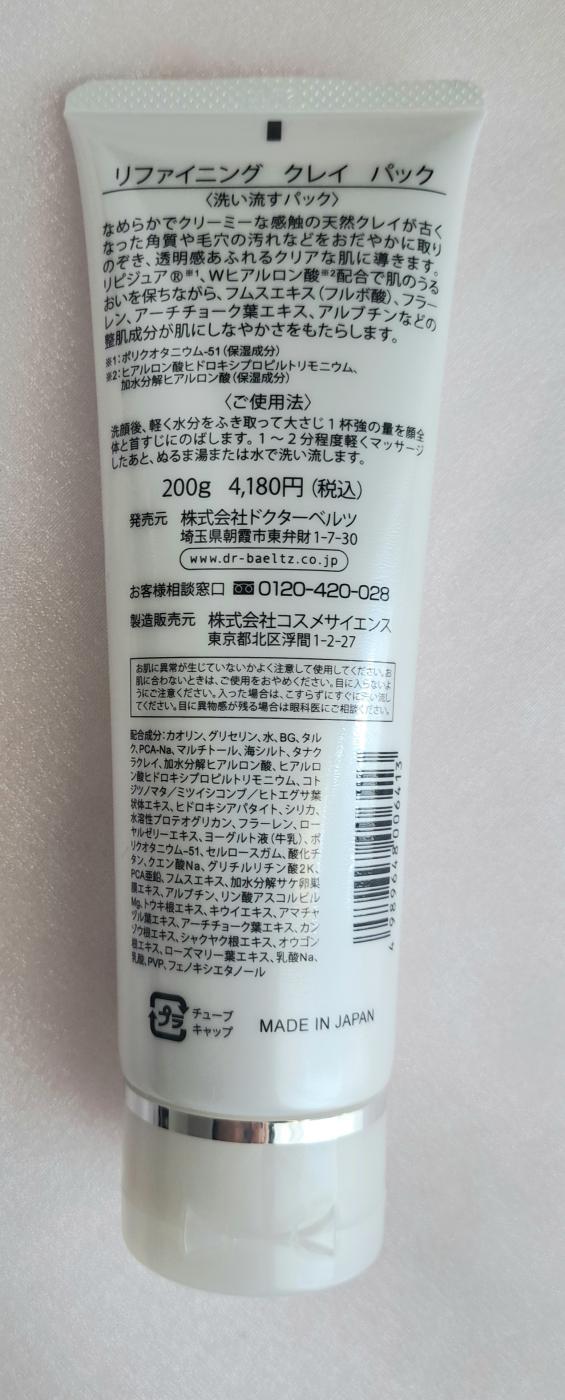 リファイニング クレイ パック
〈洗い流すパック〉
なめらかでクリーミーな感触の天然クレイが古く
なった角質や毛穴の汚れなどをおだやかに取り
のぞき、透明感あふれるクリアな肌に導きます。
リピジュア®※1、Wヒアルロン酸※2配合で肌のうる
おいを保ちながら、フムスエキス(フルボ酸)、フラー
レン、アーチチョーク葉エキス、アルブチンなどの
整肌成分が肌にしなやかさをもたらします。
※1:ポリクオタニウム-51(保湿成分)
※2:ヒアルロン酸ヒドロキシプロピルトリモニウム、
加水分解ヒアルロン酸(保湿成分)
〈ご使用法〉
洗顔後、軽く水分をふき取って大さじ1杯強の量を顔全
体と首すじにのばします。1〜2分程度軽くマッサージ
したあと、ぬるま湯または水で洗い流します。
200g 4,180円(税込)
発売元 株式会社ドクターベルツ
埼玉県朝霞市東弁財1-7-30
www.dr-baeltz.co.jp
お客様相談窓口 0120-420-028
製造販売元 株式会社コスメサイエンス
東京都北区浮間1-2-27
お肌に異常が生じていないかよく注意して使用してください。お
肌に合わないときは、ご使用をおやめください。目に入らないよ
うにご注意ください。入った場合は、こすらずにすぐに洗い流し
てください。目に異物感が残る場合は眼科医にご相談ください。
配合成分:カオリン、グリセリン、水、BG、タル
ク、PCA-Na、マルチトール、海シルト、タナク
ラクレイ、加水分解ヒアルロン酸、ヒアルロ
ン酸ヒドロキシプロピルトリモニウム、コト
ジツノマタ/ミツイシコンブ/ヒトエグサ葉
状体エキス、ヒドロキシアパタイト、シリカ、
水溶性プロテオグリカン、フラーレン、ロー
ヤルゼリーエキス、ヨーグルト液(牛乳)、ポ
リクオタニウム-51、セルロースガム、酸化チ
タン、クエン酸Na、グリチルリチン酸2K、
PCA亜鉛、フムスエキス、加水分解サケ卵巣
膜エキス、アルブチン、リン酸アスコルビル
Mg、トウキ根エキス、キウイエキス、アマチャ
ヅル葉エキス、アーチチョーク葉エキス、カン
ゾウ根エキス、シャクヤク根エキス、オウゴン
根エキス、ローズマリー葉エキス、乳酸Na、
乳酸、PVP、フェノキシエタノール
4 989648 006413
プラ
チューブ
キャップ
MADE IN JAPAN